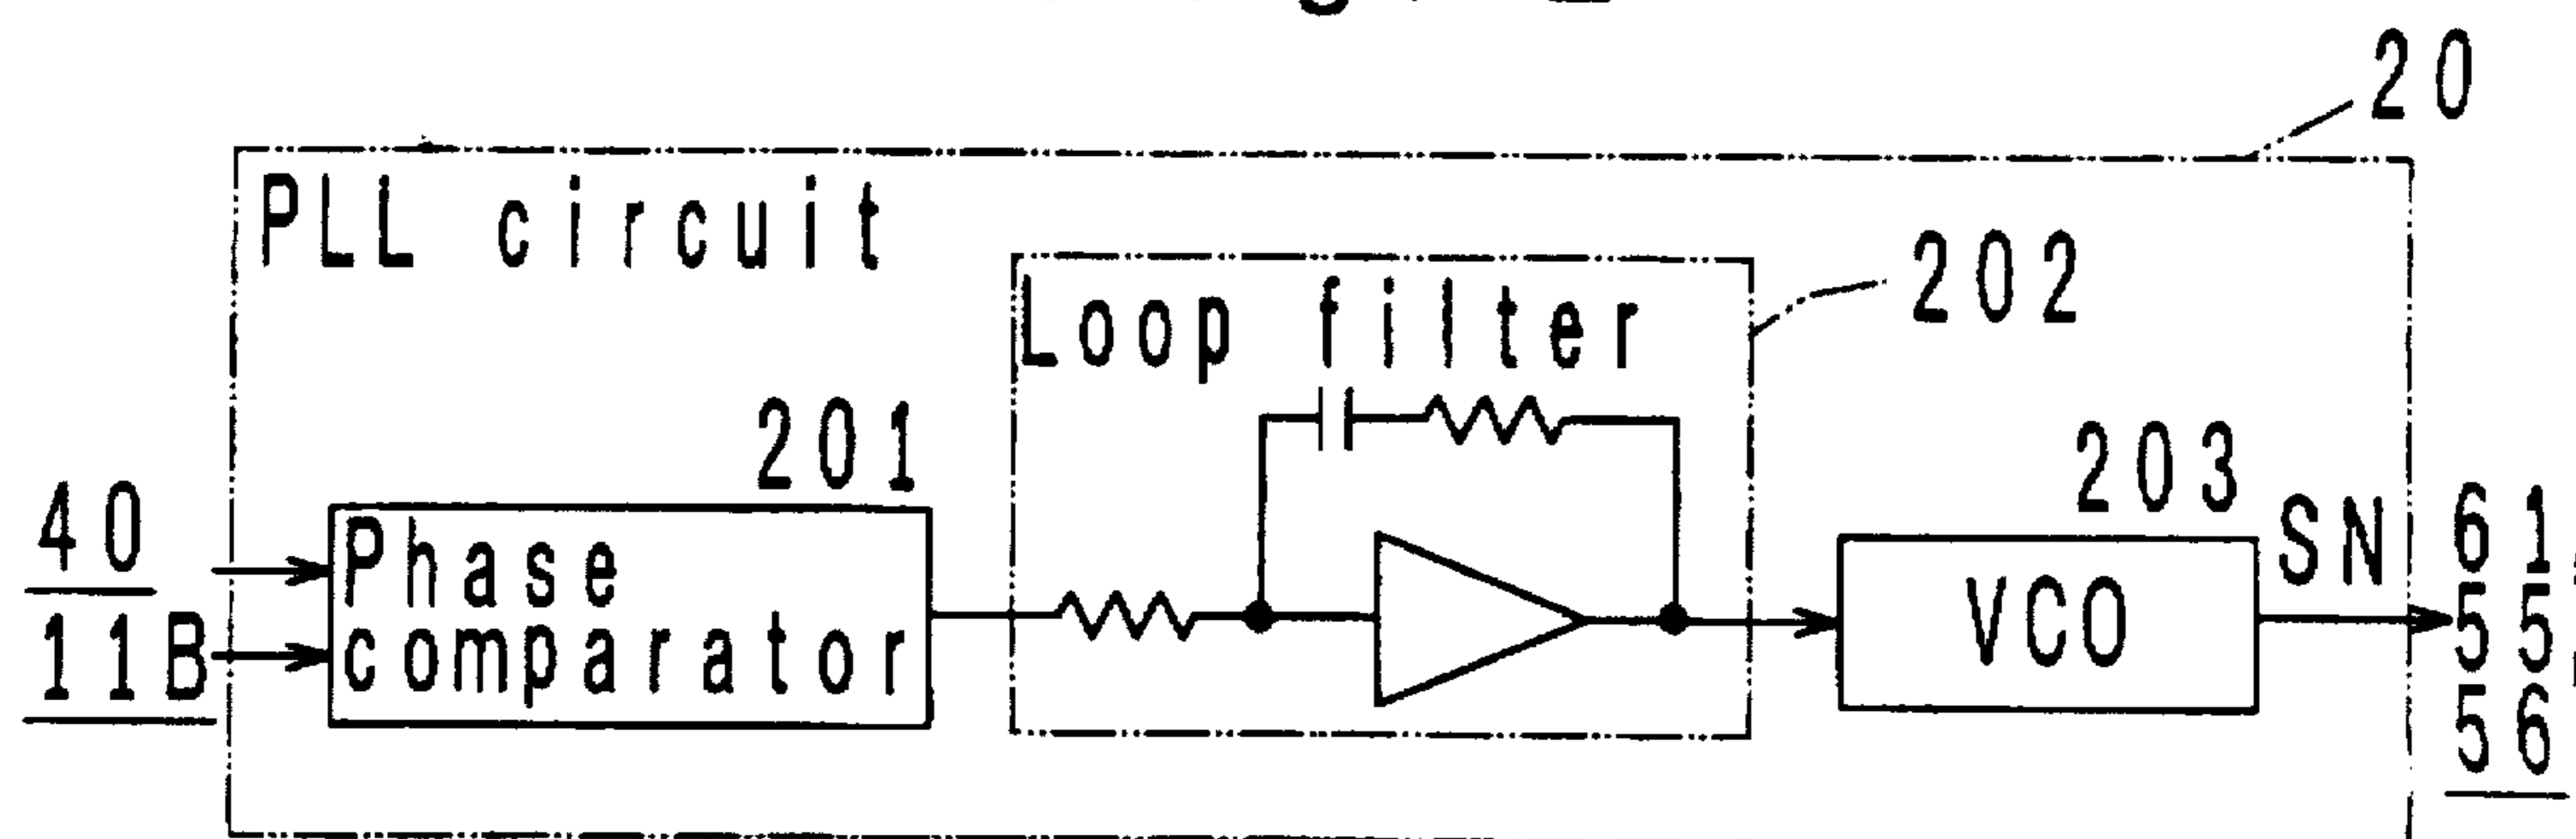 20
PLL circuit
202
Loop filter
201
203
40
11B
Phase
comparator
VCO
SN
61,
55,
56